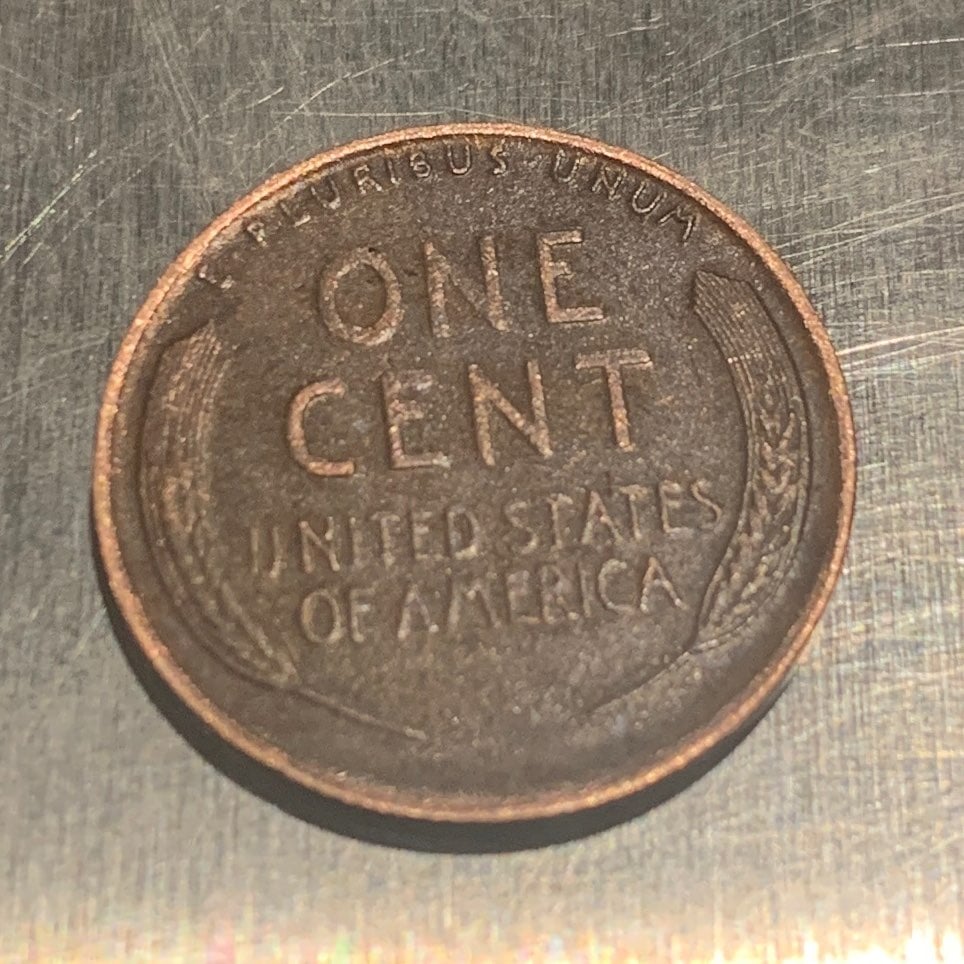 E PLURIBUS UNUM
ONE
CENT
UNITED STATES
OF AMERICA